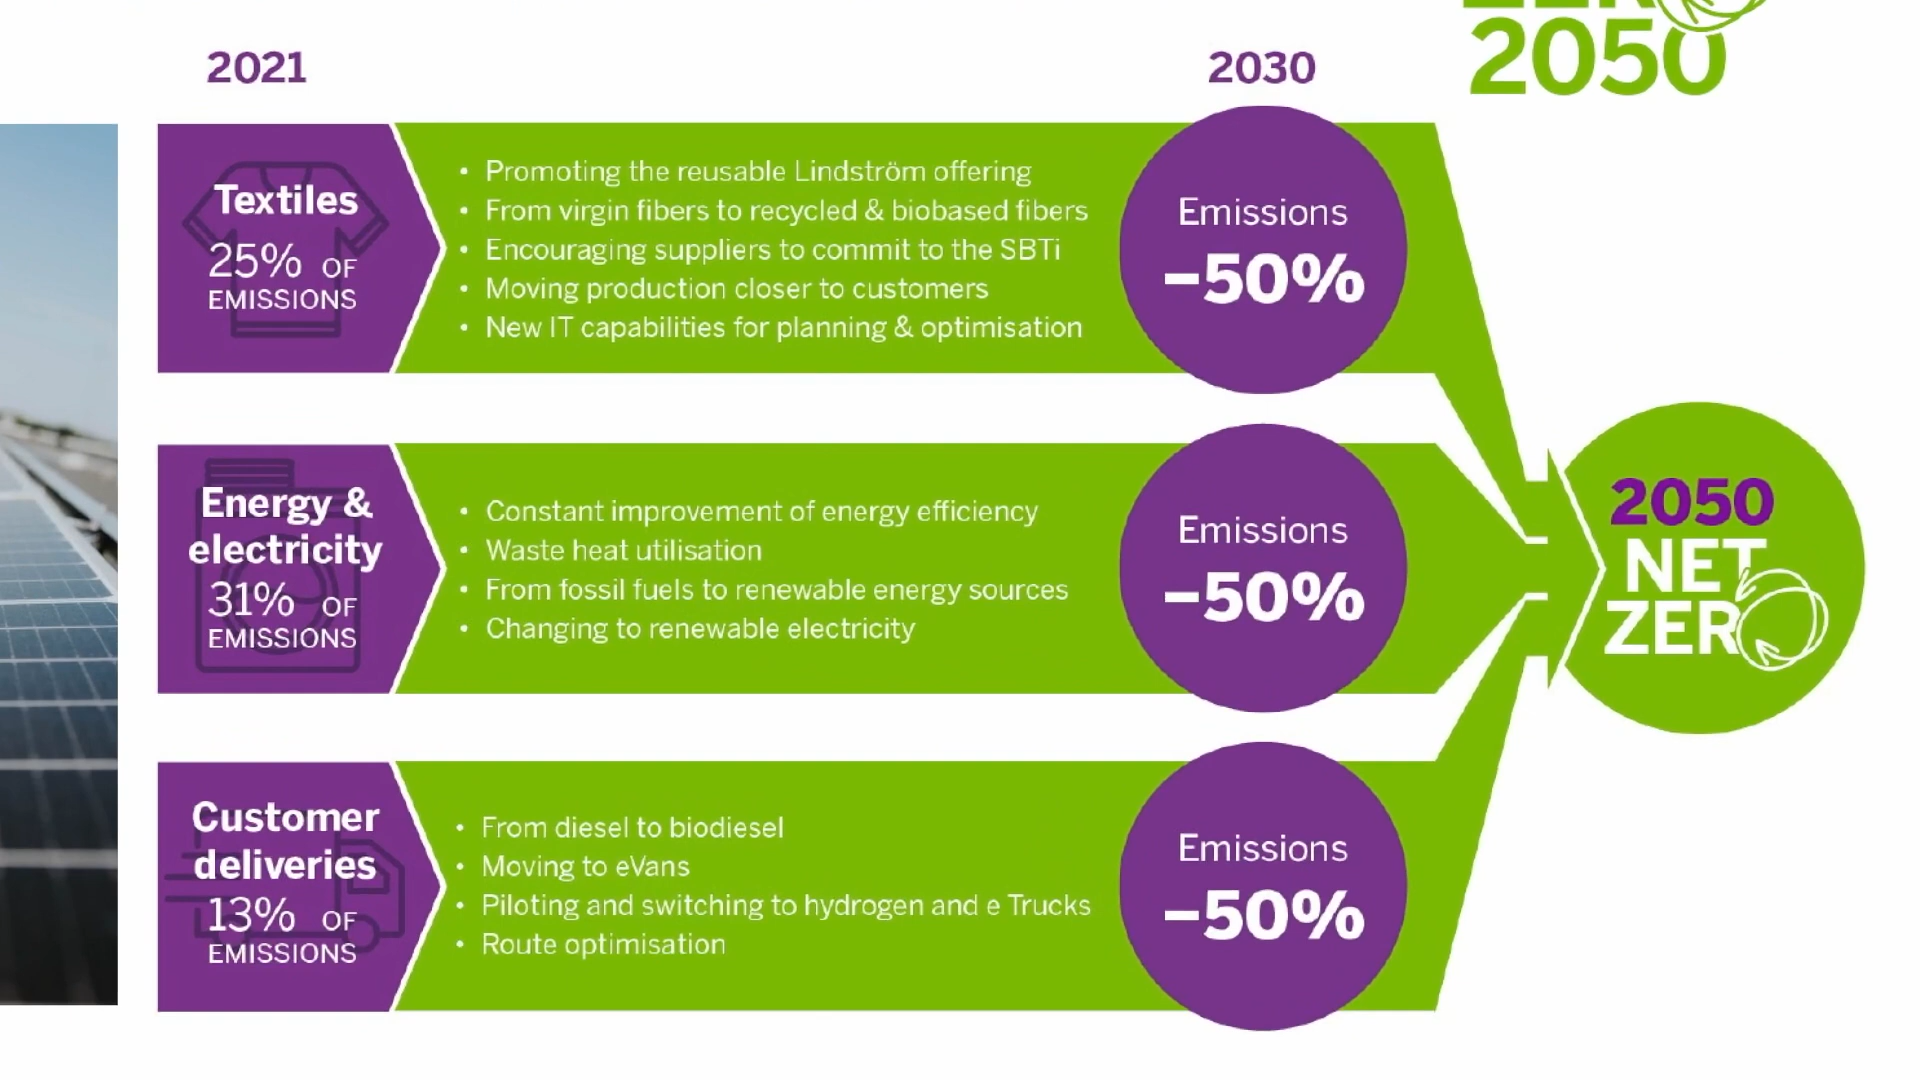 2021
2030
2050
Textiles
25% OF
EMISSIONS
• Promoting the reusable Lindström offering
• From virgin fibers to recycled & biobased fibers
• Encouraging suppliers to commit to the SBTi
• Moving production closer to customers
• New IT capabilities for planning & optimisation
Emissions
–50%
Energy &
electricity
31% OF
EMISSIONS
• Constant improvement of energy efficiency
• Waste heat utilisation
• From fossil fuels to renewable energy sources
• Changing to renewable electricity
Emissions
–50%
Customer
deliveries
13% OF
EMISSIONS
• From diesel to biodiesel
• Moving to eVans
• Piloting and switching to hydrogen and e Trucks
• Route optimisation
Emissions
–50%
2050
NET
ZERO